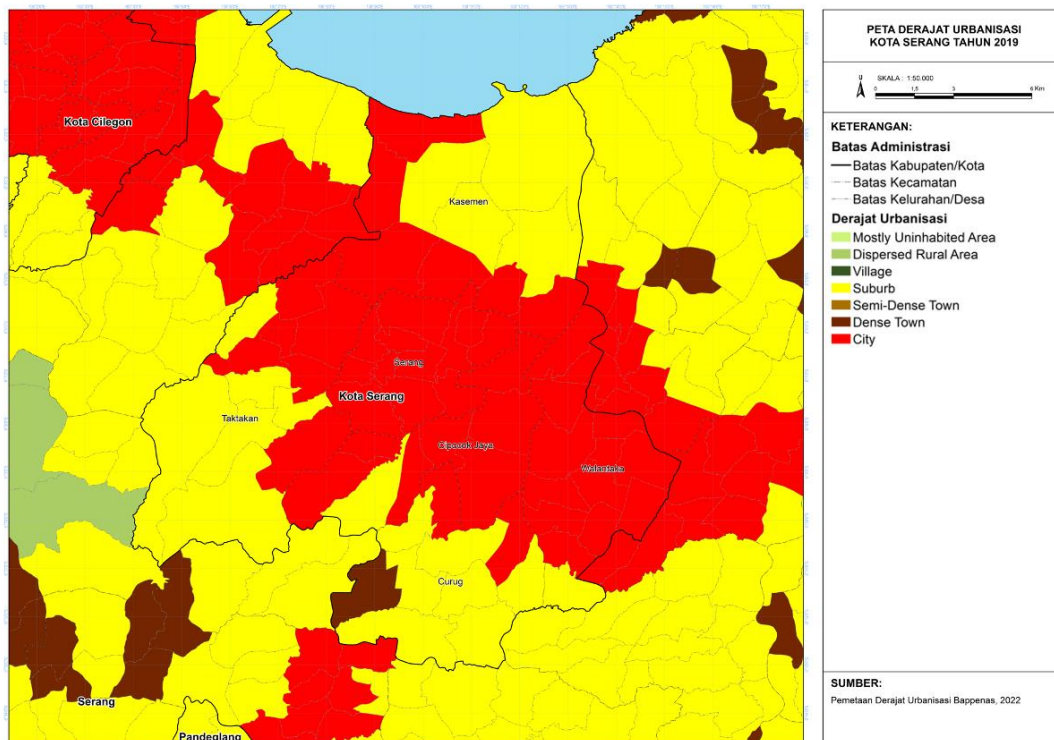 Kota Cilegon
Kasemen
Serang
Kota Serang
Taktakan
Cipocok Jaya
Walantaka
Curug
Serang
Pandeglang
PETA DERAJAT URBANISASI
KOTA SERANG TAHUN 2019
U
SKALA : 1:50.000
0 1,5 3 6 Km
KETERANGAN:
Batas Administrasi
Batas Kabupaten/Kota
Batas Kecamatan
Batas Kelurahan/Desa
Derajat Urbanisasi
Mostly Uninhabited Area
Dispersed Rural Area
Village
Suburb
Semi-Dense Town
Dense Town
City
SUMBER:
Pemetaan Derajat Urbanisasi Bappenas, 2022